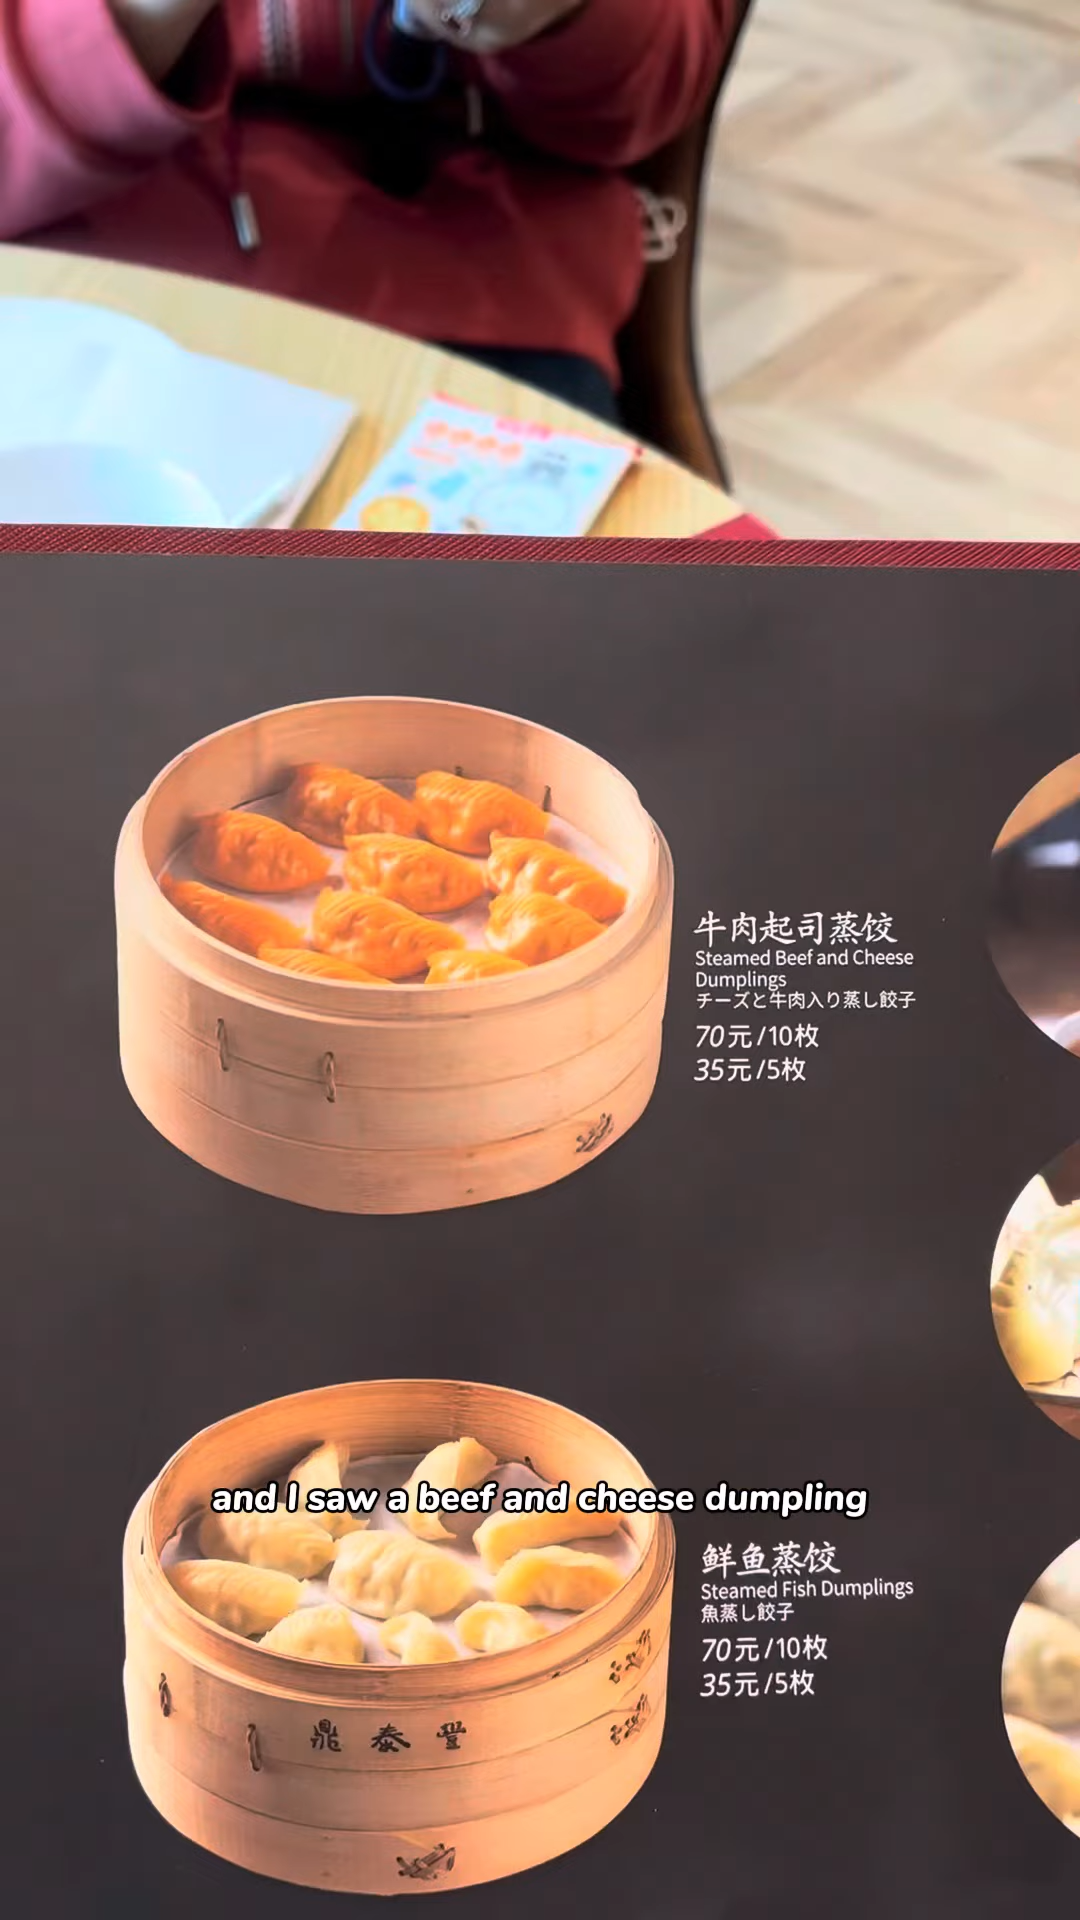 牛肉起司蒸饺
Steamed Beef and Cheese
Dumplings
チーズと牛肉入り蒸し餃子
70元/10枚
35元/5枚
and I saw a beef and cheese dumpling
鲜鱼蒸饺
Steamed Fish Dumplings
魚蒸し餃子
70元/10枚
35元/5枚
鼎泰豐